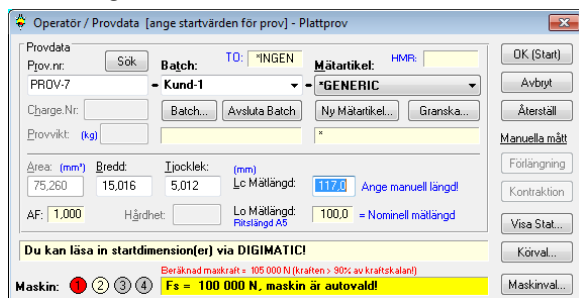 Operatör / Provdata [ange startvärden för prov] - Plattprov
Provdata
Provnr: Sök Batch: TO: *INGEN Mätartikel: HMR:
PROV-7 - Kund-1 - *GENERIC
Charge.Nr: Batch... Avsluta Batch Ny Mätartikel... Granska...
Provvikt: (kg) *
Area: (mm²) Bredd: Tjocklek: (mm)
75,260 15,016 5,012 Lc Mätlängd: 117,0 Ange manuell längd!
AF: 1,000 Hårdhet: Lo Mätlängd: 100,0 = Nominell mätlängd
Ritslängd A5
Du kan läsa in startdimension(er) via DIGIMATIC!
Beräknad maxkraft = 105 000 N (kraften > 90% av kraftskalan!)
Maskin: 1 2 3 4 Fs = 100 000 N, maskin är autovald!
OK (Start)
Avbryt
Återställ
Manuella mått
Förlängning
Kontraktion
Visa Stat...
Körval...
Maskinval...